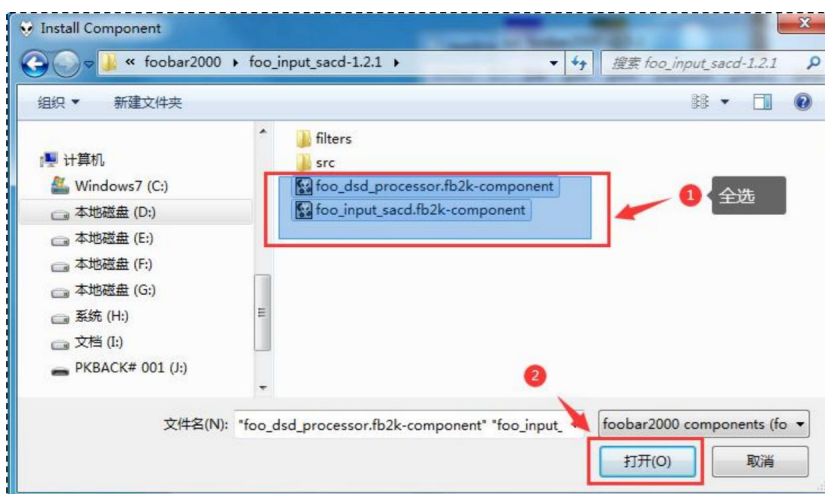 Install Component
« foobar2000 ▸ foo_input_sacd-1.2.1 ▸
搜索 foo_input_sacd-1.2.1
组织 ▼ 新建文件夹
计算机
Windows7 (C:)
本地磁盘 (D:)
本地磁盘 (E:)
本地磁盘 (F:)
本地磁盘 (G:)
系统 (H:)
文档 (I:)
PKBACK# 001 (J:)
filters
src
foo_dsd_processor.fb2k-component
foo_input_sacd.fb2k-component
1 全选
2
文件名(N): "foo_dsd_processor.fb2k-component" "foo_input_
foobar2000 components (fo
打开(O) 取消